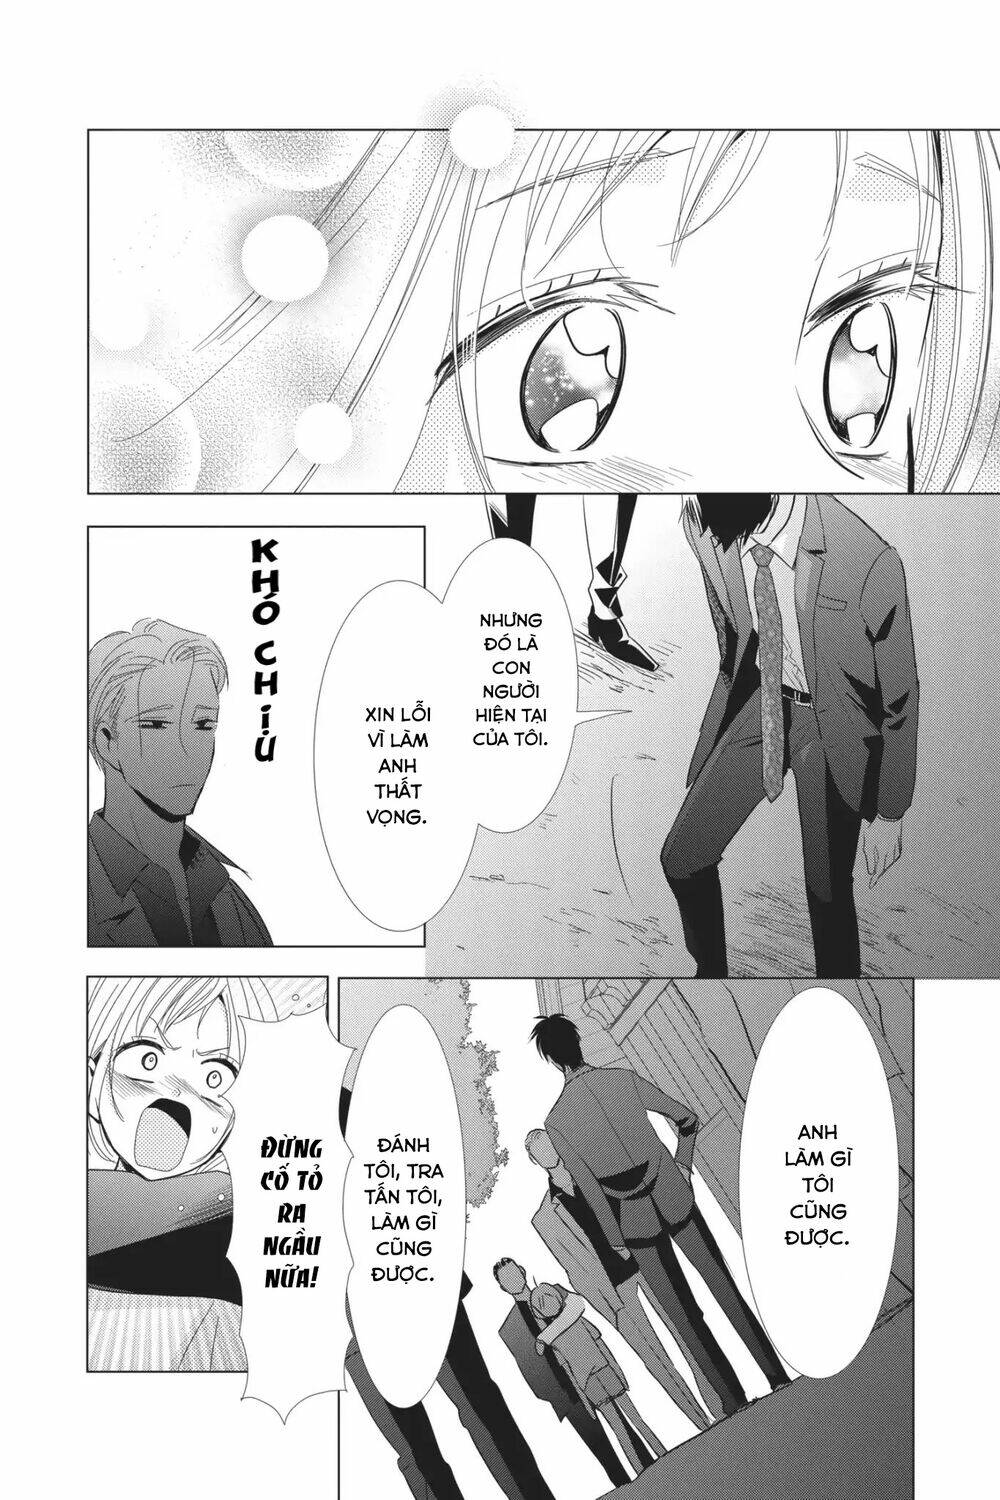 NHƯNG
ĐÓ LÀ
CON
NGƯỜI
HIỆN TẠI
CỦA TÔI.
XIN LỖI
VÌ LÀM
ANH
THẤT
VỌNG.
KHÓ CHỊU
ANH
LÀM GÌ
TÔI
CŨNG
ĐƯỢC.
ĐÁNH
TÔI, TRA
TẤN TÔI,
LÀM GÌ
CŨNG
ĐƯỢC.
ĐỪNG
CỐ TỎ
RA
NGẦU
NỮA!